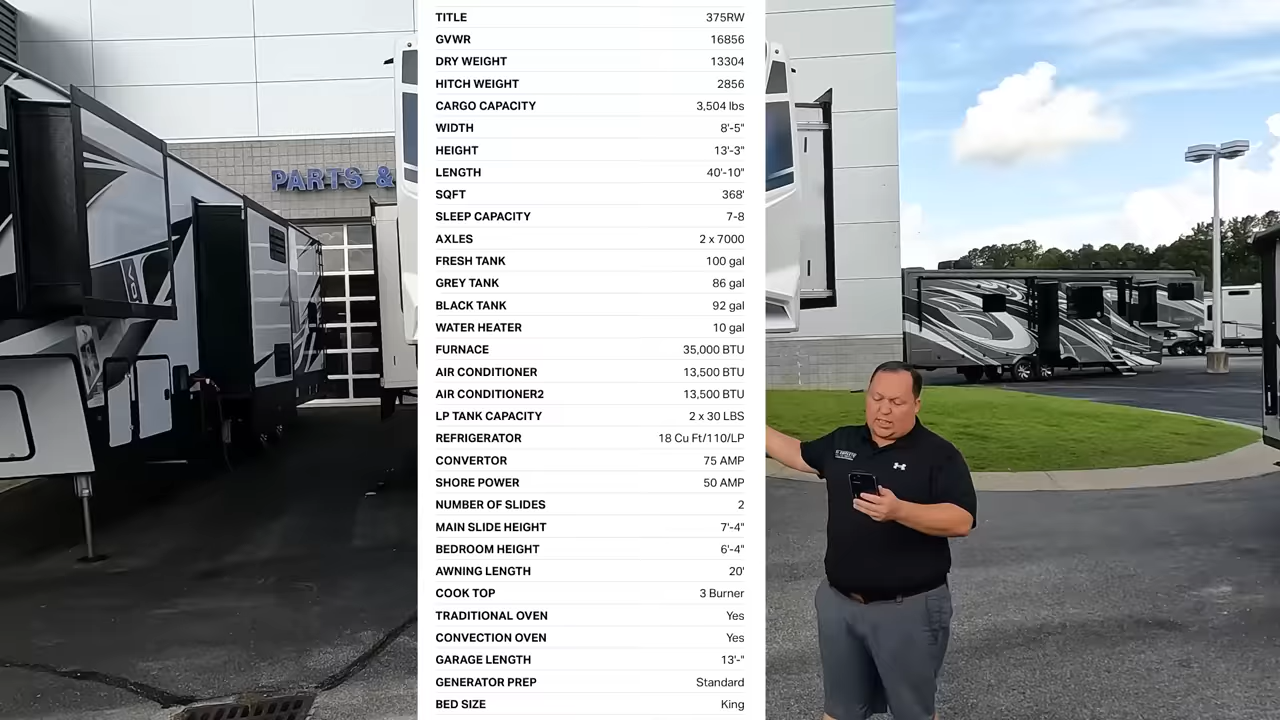 PARTS &
TITLE 375RW
GVWR 16856
DRY WEIGHT 13304
HITCH WEIGHT 2856
CARGO CAPACITY 3,504 lbs
WIDTH 8'-5"
HEIGHT 13'-3"
LENGTH 40'-10"
SQFT 368'
SLEEP CAPACITY 7-8
AXLES 2 x 7000
FRESH TANK 100 gal
GREY TANK 86 gal
BLACK TANK 92 gal
WATER HEATER 10 gal
FURNACE 35,000 BTU
AIR CONDITIONER 13,500 BTU
AIR CONDITIONER2 13,500 BTU
LP TANK CAPACITY 2 x 30 LBS
REFRIGERATOR 18 Cu Ft/110/LP
CONVERTOR 75 AMP
SHORE POWER 50 AMP
NUMBER OF SLIDES 2
MAIN SLIDE HEIGHT 7'-4"
BEDROOM HEIGHT 6'-4"
AWNING LENGTH 20'
COOK TOP 3 Burner
TRADITIONAL OVEN Yes
CONVECTION OVEN Yes
GARAGE LENGTH 13'-"
GENERATOR PREP Standard
BED SIZE King